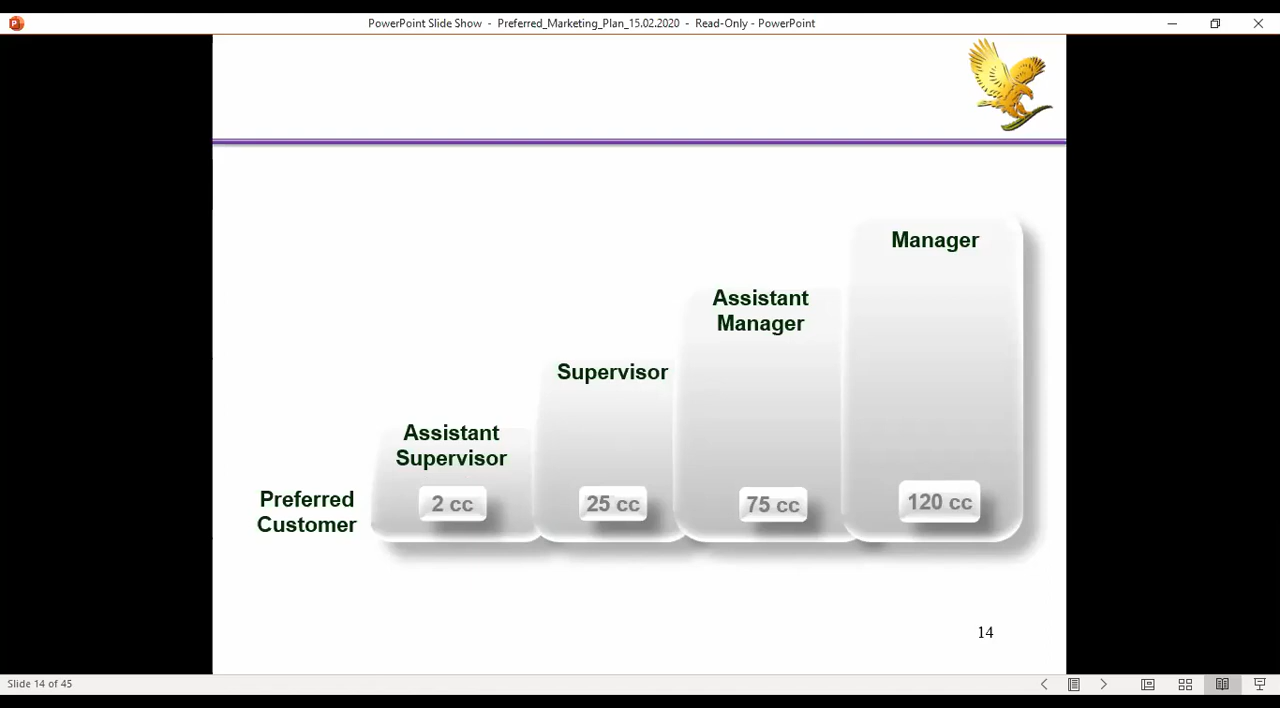 PowerPoint Slide Show - Preferred_Marketing_Plan_15.02.2020 - Read-Only - PowerPoint
Manager
Assistant
Manager
Supervisor
Assistant
Supervisor
Preferred
Customer
2 cc
25 cc
75 cc
120 cc
14
Slide 14 of 45